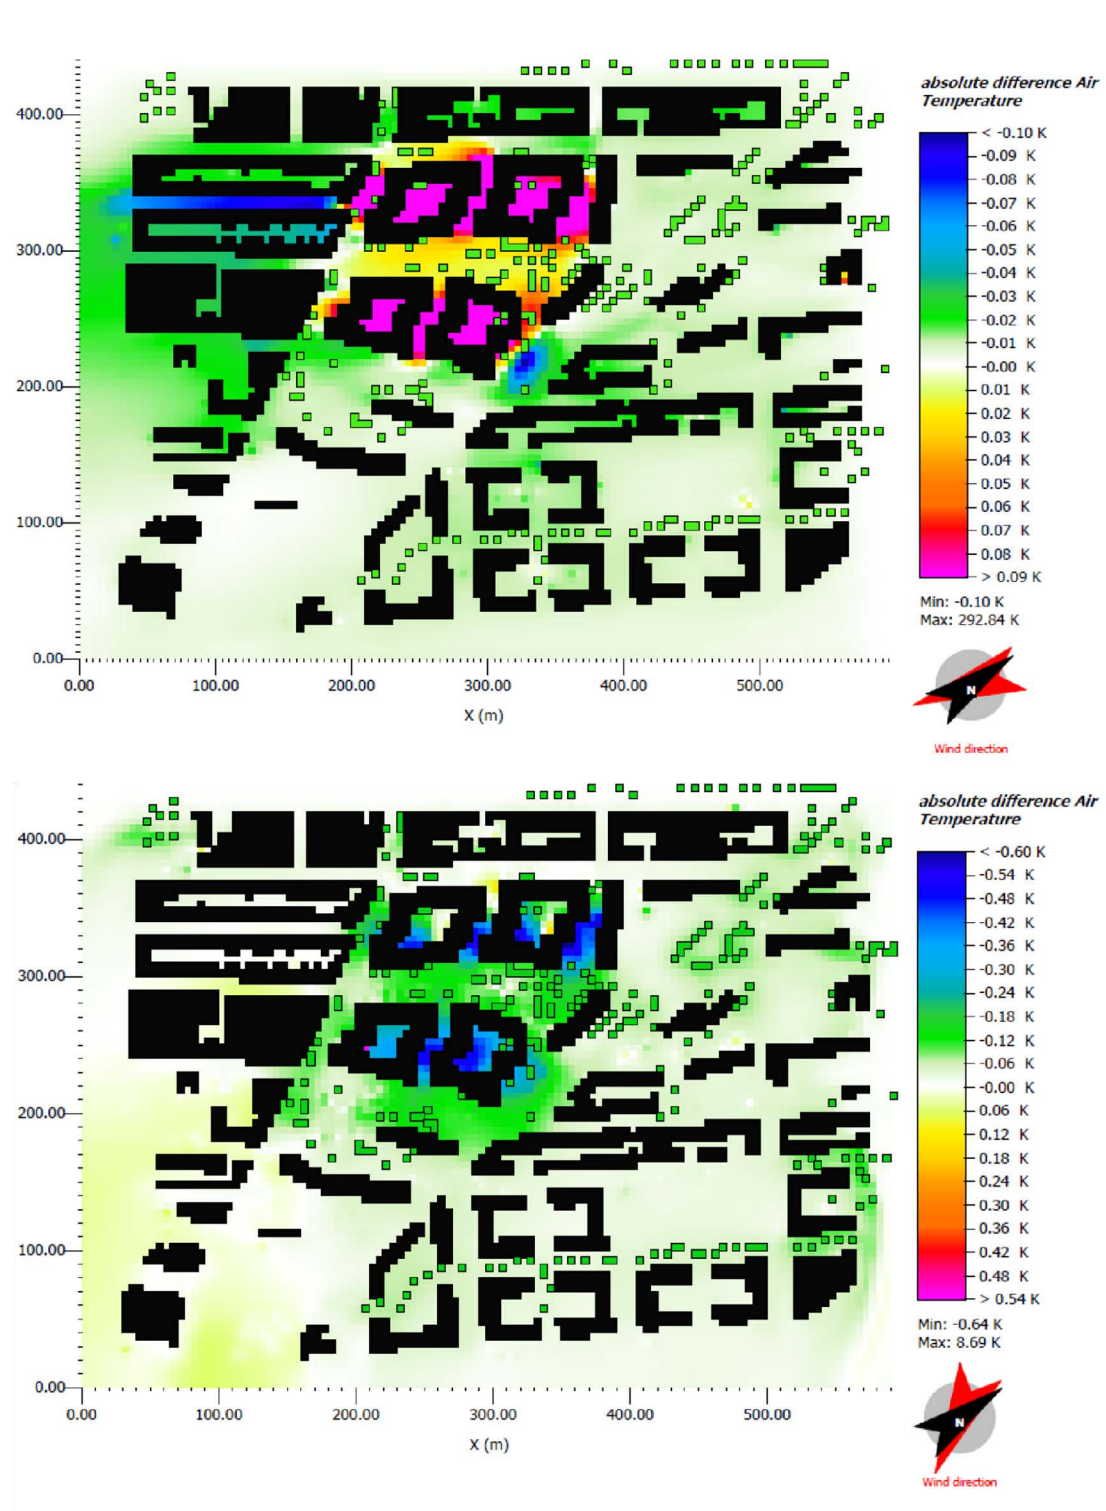 absolute difference Air
Temperature
< -0.10 K
-0.09 K
-0.08 K
-0.07 K
-0.06 K
-0.05 K
-0.04 K
-0.03 K
-0.02 K
-0.01 K
-0.00 K
0.01 K
0.02 K
0.03 K
0.04 K
0.05 K
0.06 K
0.07 K
0.08 K
> 0.09 K
Min: -0.10 K
Max: 292.84 K
N
Wind direction
400.00
300.00
200.00
100.00
0.00
0.00 100.00 200.00 300.00 400.00 500.00
X (m)
absolute difference Air
Temperature
< -0.60 K
-0.54 K
-0.48 K
-0.42 K
-0.36 K
-0.30 K
-0.24 K
-0.18 K
-0.12 K
-0.06 K
-0.00 K
0.06 K
0.12 K
0.18 K
0.24 K
0.30 K
0.36 K
0.42 K
0.48 K
> 0.54 K
Min: -0.64 K
Max: 8.69 K
N
Wind direction
400.00
300.00
200.00
100.00
0.00
0.00 100.00 200.00 300.00 400.00 500.00
X (m)